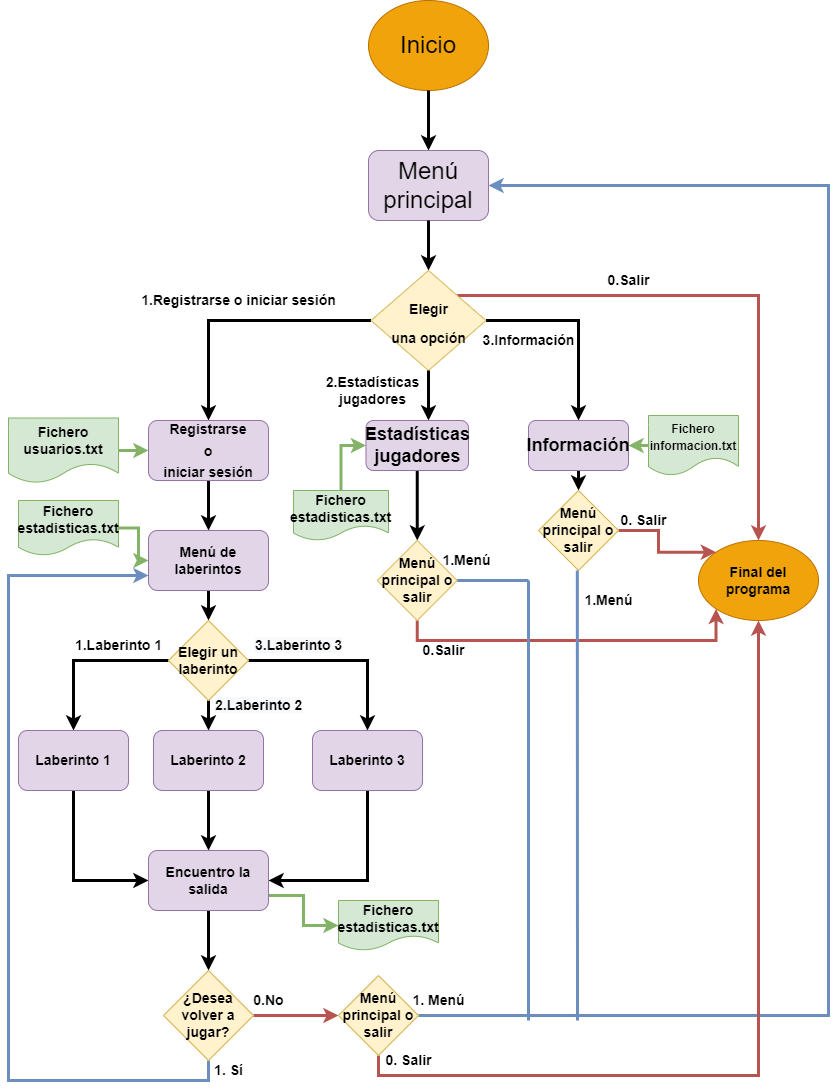 Inicio
Menú
principal
0.Salir
1.Registrarse o iniciar sesión
Elegir
una opción
3.Información
2.Estadísticas
jugadores
Fichero
usuarios.txt
Registrarse
o
iniciar sesión
Estadísticas
jugadores
Información
Fichero
informacion.txt
Fichero
estadisticas.txt
Fichero
estadisticas.txt
Menú
principal o
salir
0. Salir
Menú de
laberintos
Menú
principal o
salir
1.Menú
1.Menú
Final del
programa
0.Salir
1.Laberinto 1
Elegir un
laberinto
3.Laberinto 3
2.Laberinto 2
Laberinto 1
Laberinto 2
Laberinto 3
Encuentro la
salida
Fichero
estadisticas.txt
¿Desea
volver a
jugar?
0.No
Menú
principal o
salir
1. Menú
0. Salir
1. Sí